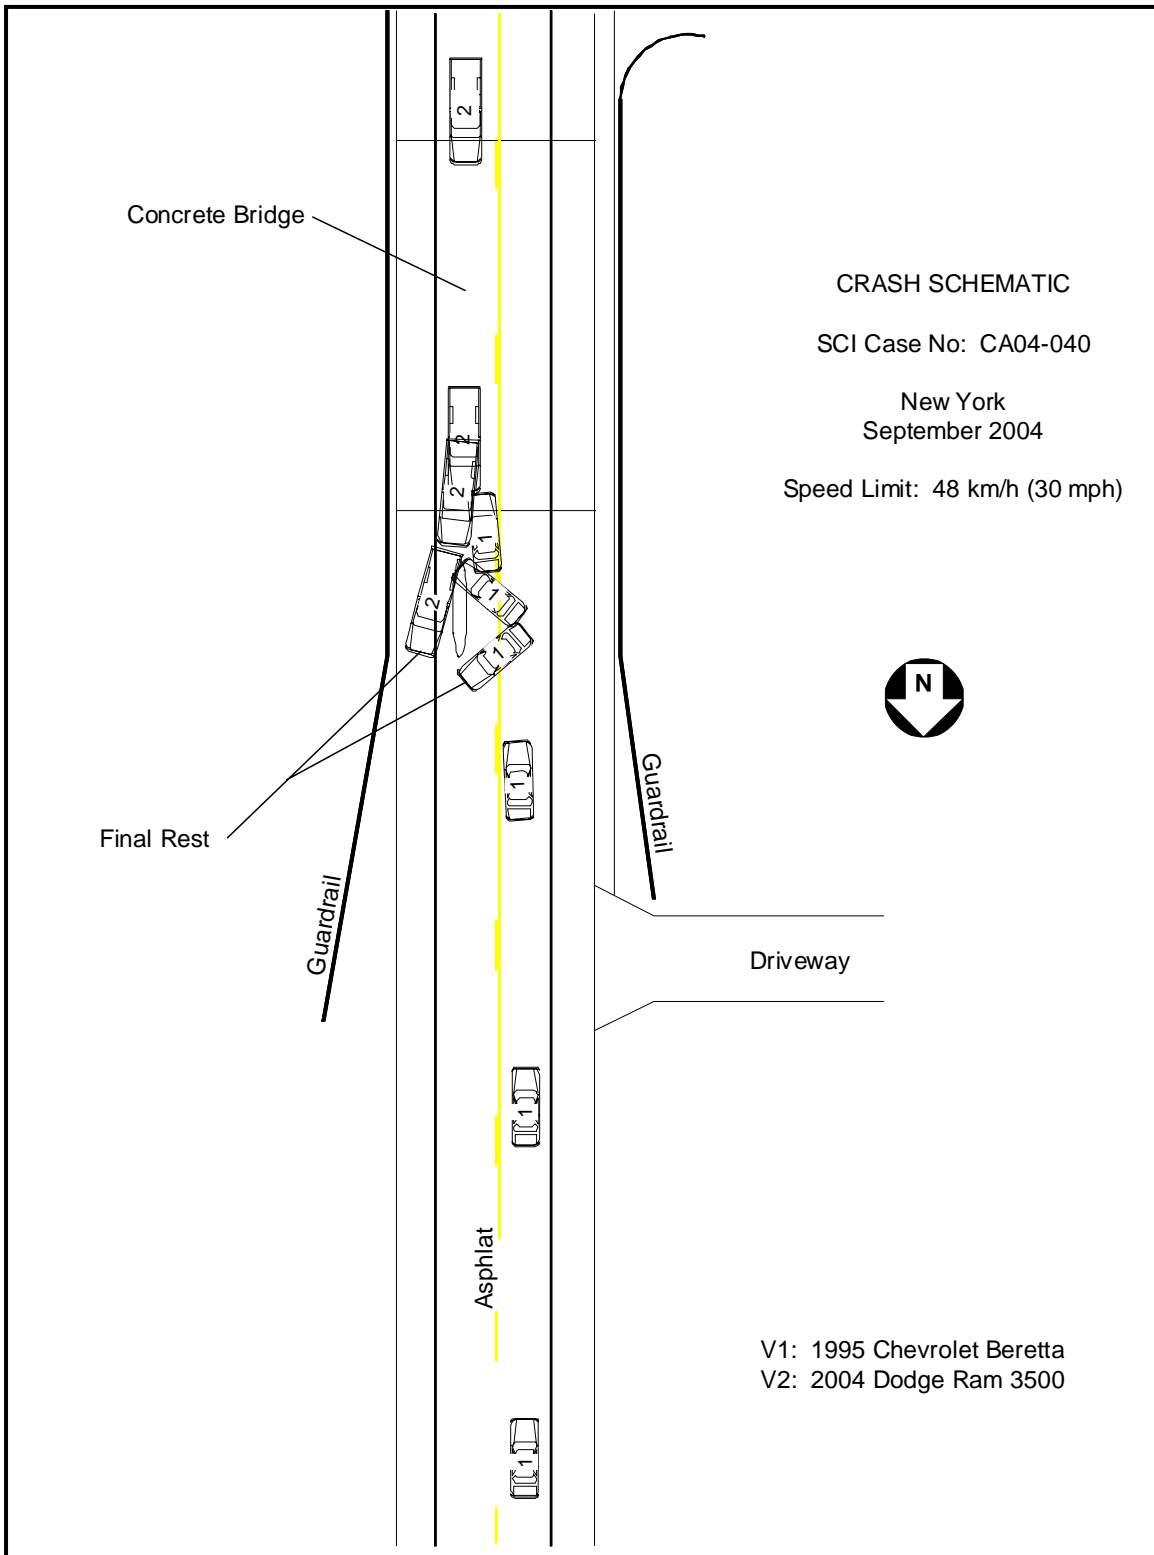 2
Concrete Bridge
CRASH SCHEMATIC
SCI Case No: CA04-040
New York
September 2004
Speed Limit: 48 km/h (30 mph)
2
2
1
1
2
1
N
1
Guardrail
Final Rest
Guardrail
Driveway
1
Asphlat
V1: 1995 Chevrolet Beretta
V2: 2004 Dodge Ram 3500
1